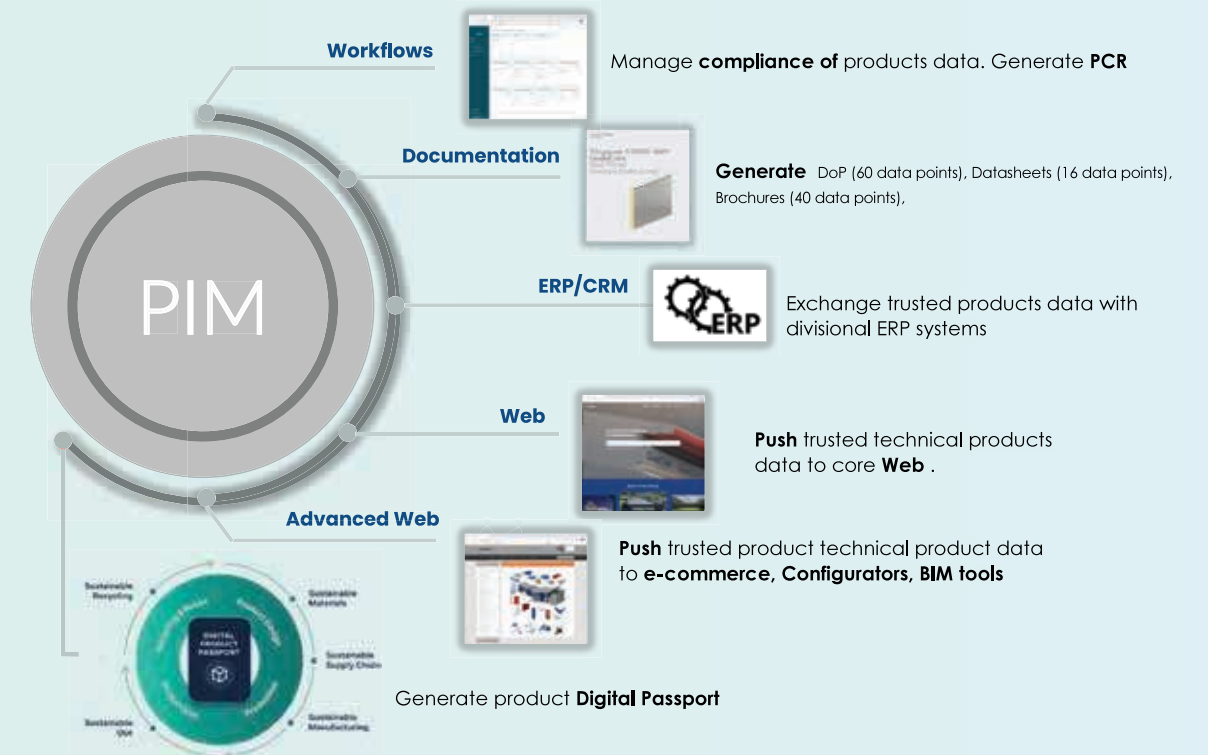 Workflows
Manage compliance of products data. Generate PCR
Documentation
Generate DoP (60 data points), Datasheets (16 data points),
Brochures (40 data points),
PIM
ERP/CRM
ERP
Exchange trusted products data with
divisional ERP systems
Web
Push trusted technical products
data to core Web .
Advanced Web
Push trusted product technical product data
to e-commerce, Configurators, BIM tools
Sustainable
Recycling
Sustainable
Materials
DIGITAL
PRODUCT
PASSPORT
Sustainable
Supply Chain
Sustainable
Use
Sustainable
Manufacturing
Generate product Digital Passport